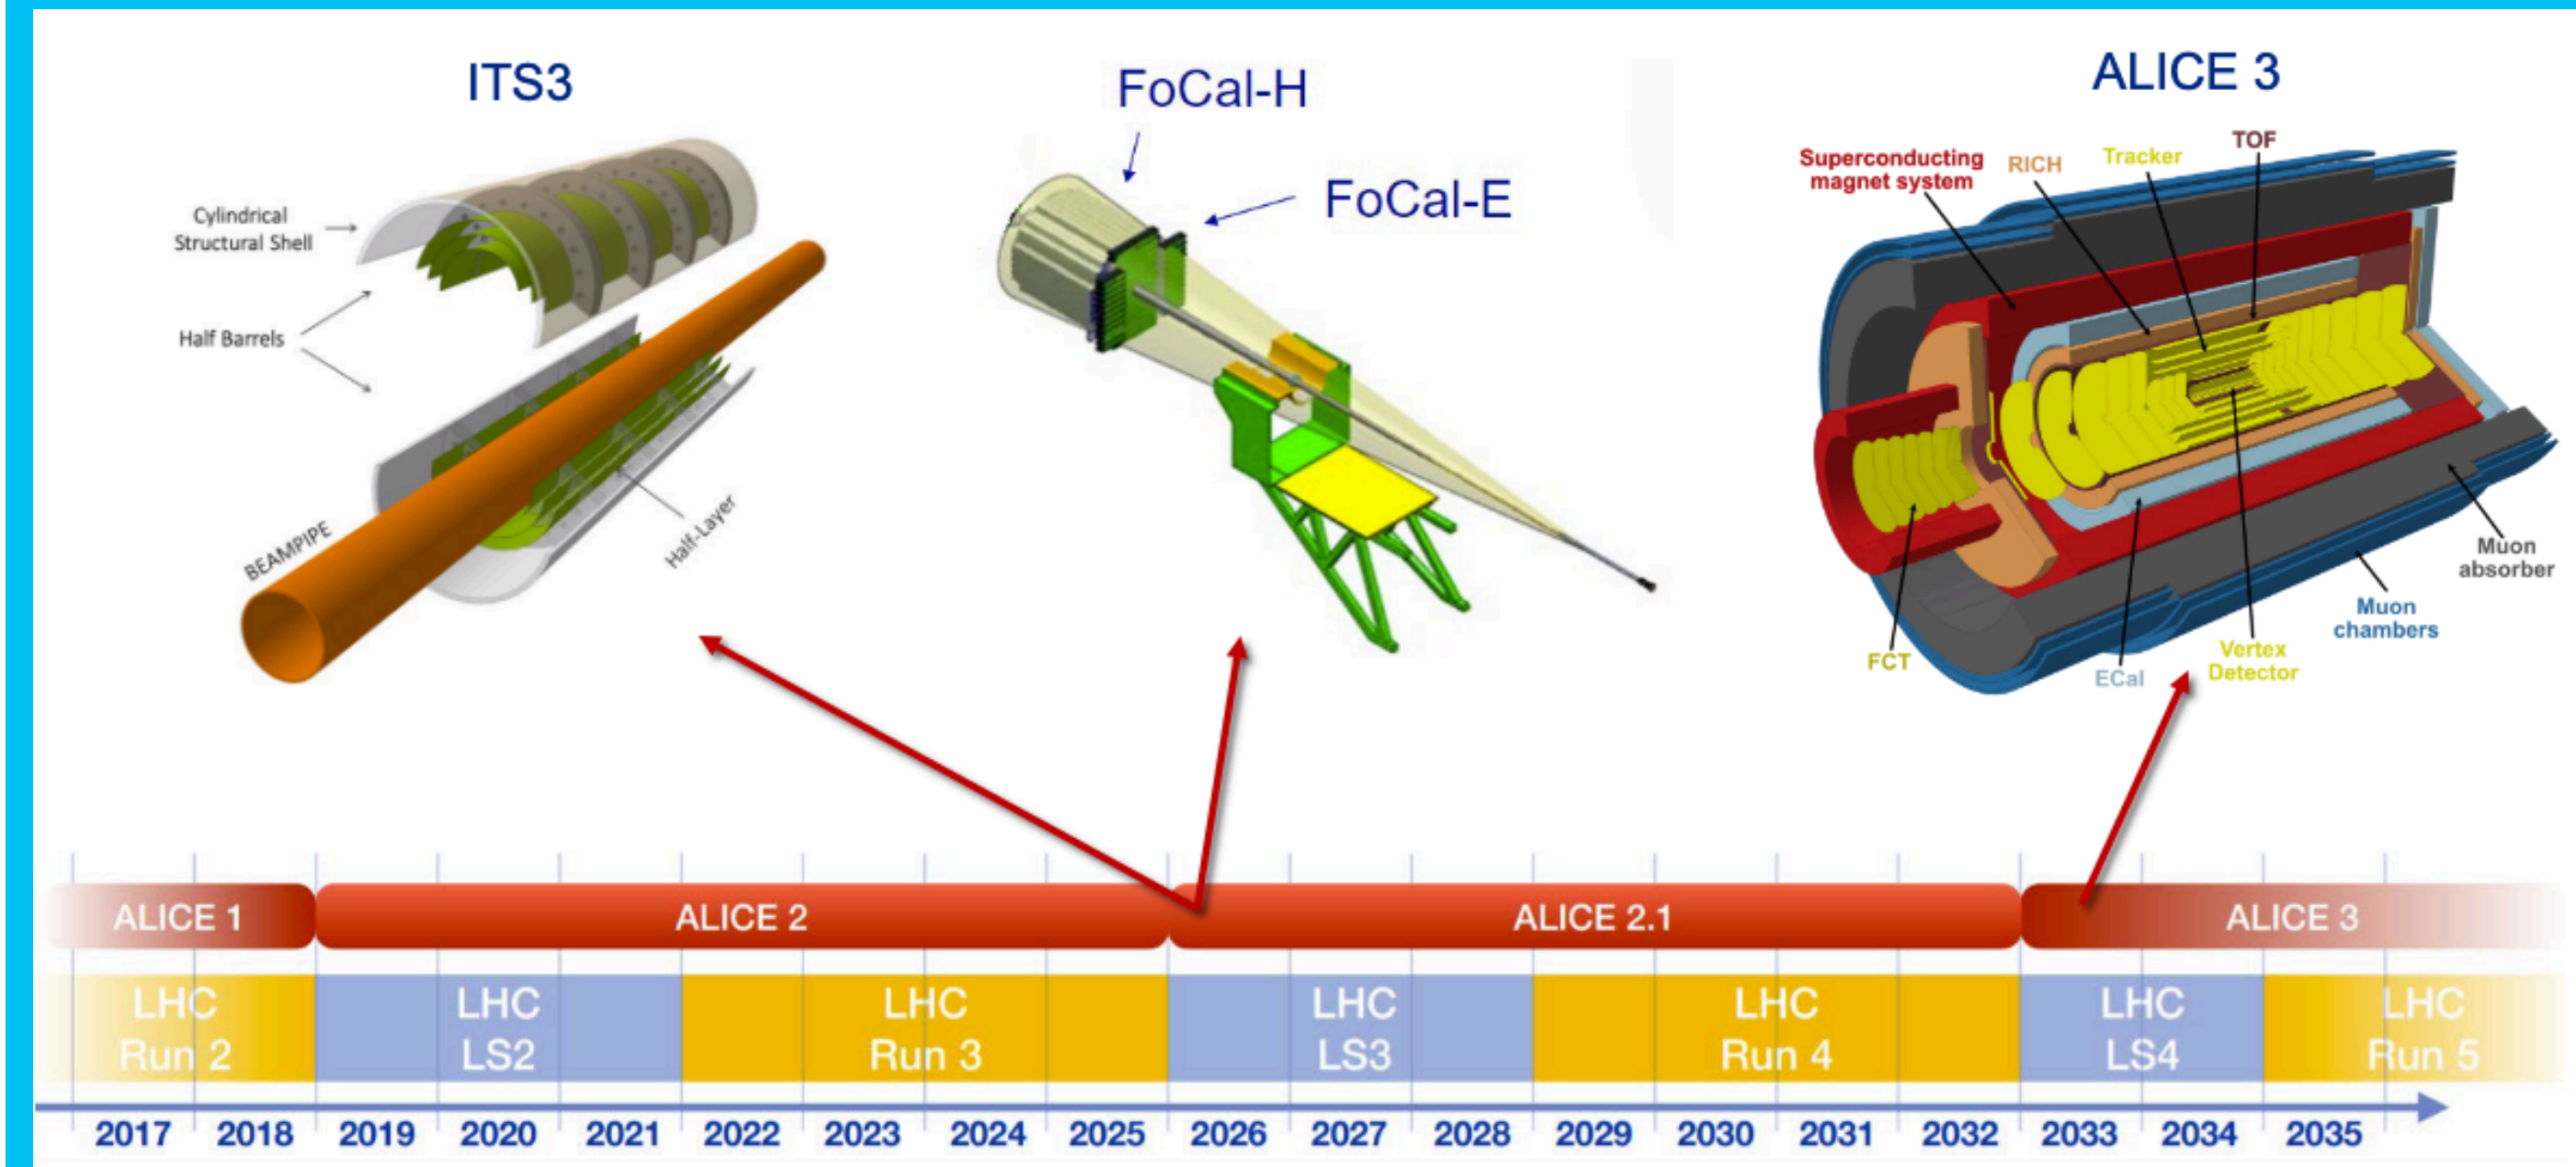 ITS3
Cylindrical
Structural Shell
Half Barrels
BEAMPIPE
Half-Layer
FoCal-H
FoCal-E
ALICE 3
Superconducting
magnet system
RICH
Tracker
TOF
Muon
absorber
Muon
chambers
Vertex
Detector
ECal
FCT
ALICE 1
ALICE 2
ALICE 2.1
ALICE 3
LHC
Run 2
LHC
LS2
LHC
Run 3
LHC
LS3
LHC
Run 4
LHC
LS4
LHC
Run 5
2017 2018 2019 2020 2021 2022 2023 2024 2025 2026 2027 2028 2029 2030 2031 2032 2033 2034 2035